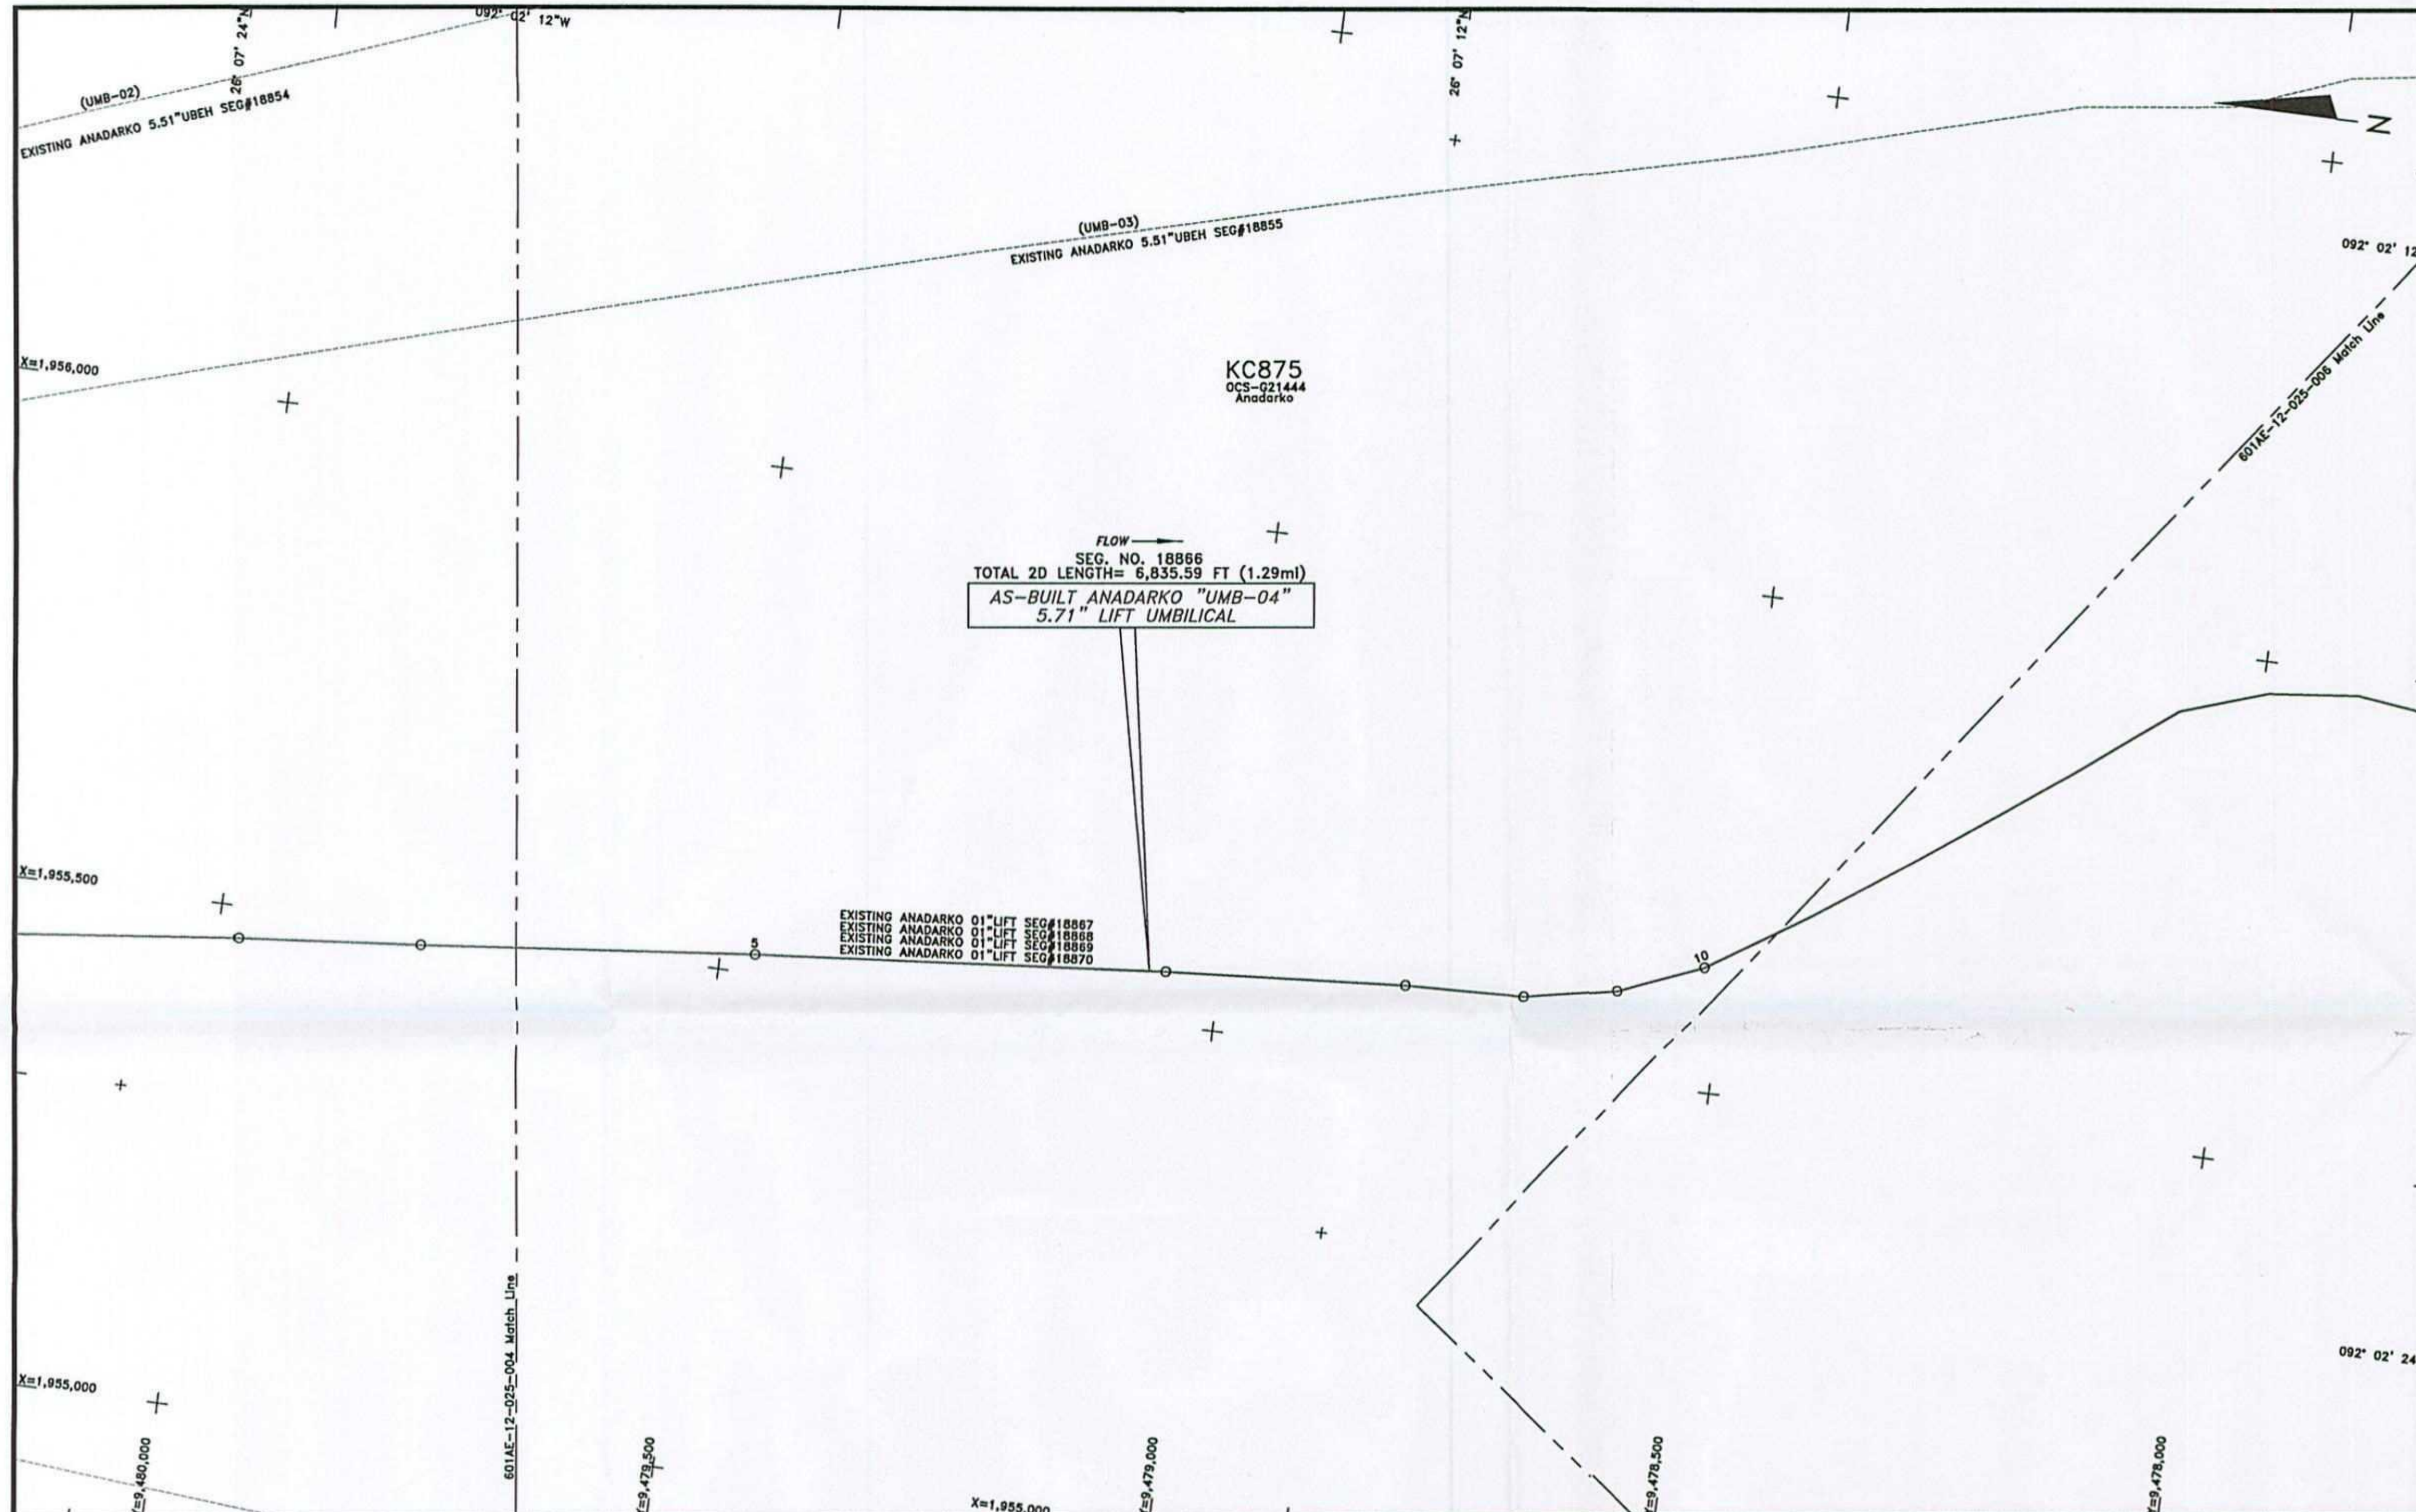 092° 02' 12"W
26° 07' 24"N
26° 07' 12"N
(UMB-02)
EXISTING ANADARKO 5.51"UBEH SEG#18854
N
(UMB-03)
EXISTING ANADARKO 5.51"UBEH SEG#18855
092° 02' 12
X=1,956,000
KC875
OCS-G21444
Anadarko
601AE-12-025-006 Match Line
FLOW
SEG. NO. 18866
TOTAL 2D LENGTH= 6,835.59 FT (1.29mi)
AS-BUILT ANADARKO "UMB-04"
5.71" LIFT UMBILICAL
X=1,955,500
EXISTING ANADARKO 01"LIFT SEG#18867
EXISTING ANADARKO 01"LIFT SEG#18868
EXISTING ANADARKO 01"LIFT SEG#18869
EXISTING ANADARKO 01"LIFT SEG#18870
5
10
601AE-12-025-004 Match Line
092° 02' 24
X=1,955,000
Y=9,480,000
Y=9,479,500
Y=9,479,000
Y=9,478,500
Y=9,478,000
X=1,955,000